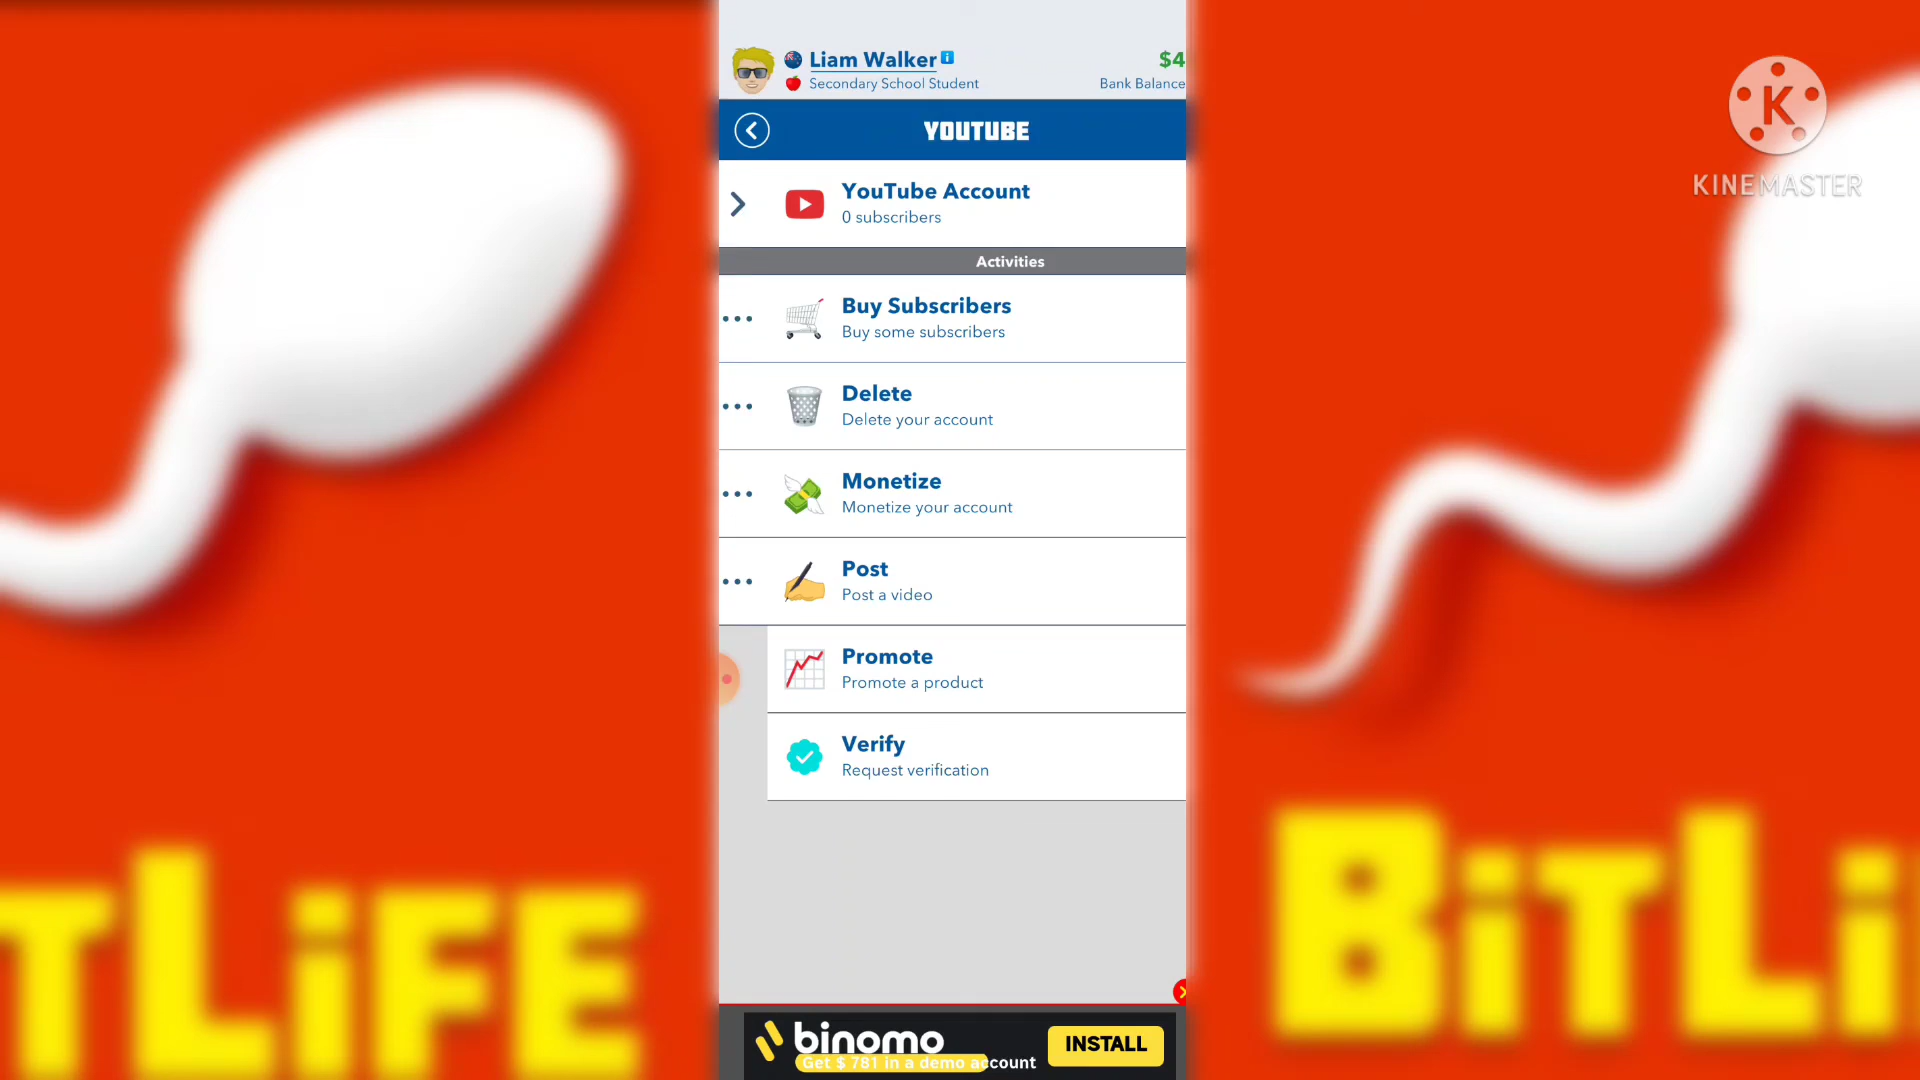 Liam Walker
$4
Secondary School Student
Bank Balance
YOUTUBE
YouTube Account
0 subscribers
Activities
Buy Subscribers
Buy some subscribers
Delete
Delete your account
Monetize
Monetize your account
Post
Post a video
Promote
Promote a product
Verify
Request verification
binomo
Get $ 781 in a demo account
INSTALL
K
KINEMASTER
TLiFE
BiTLi